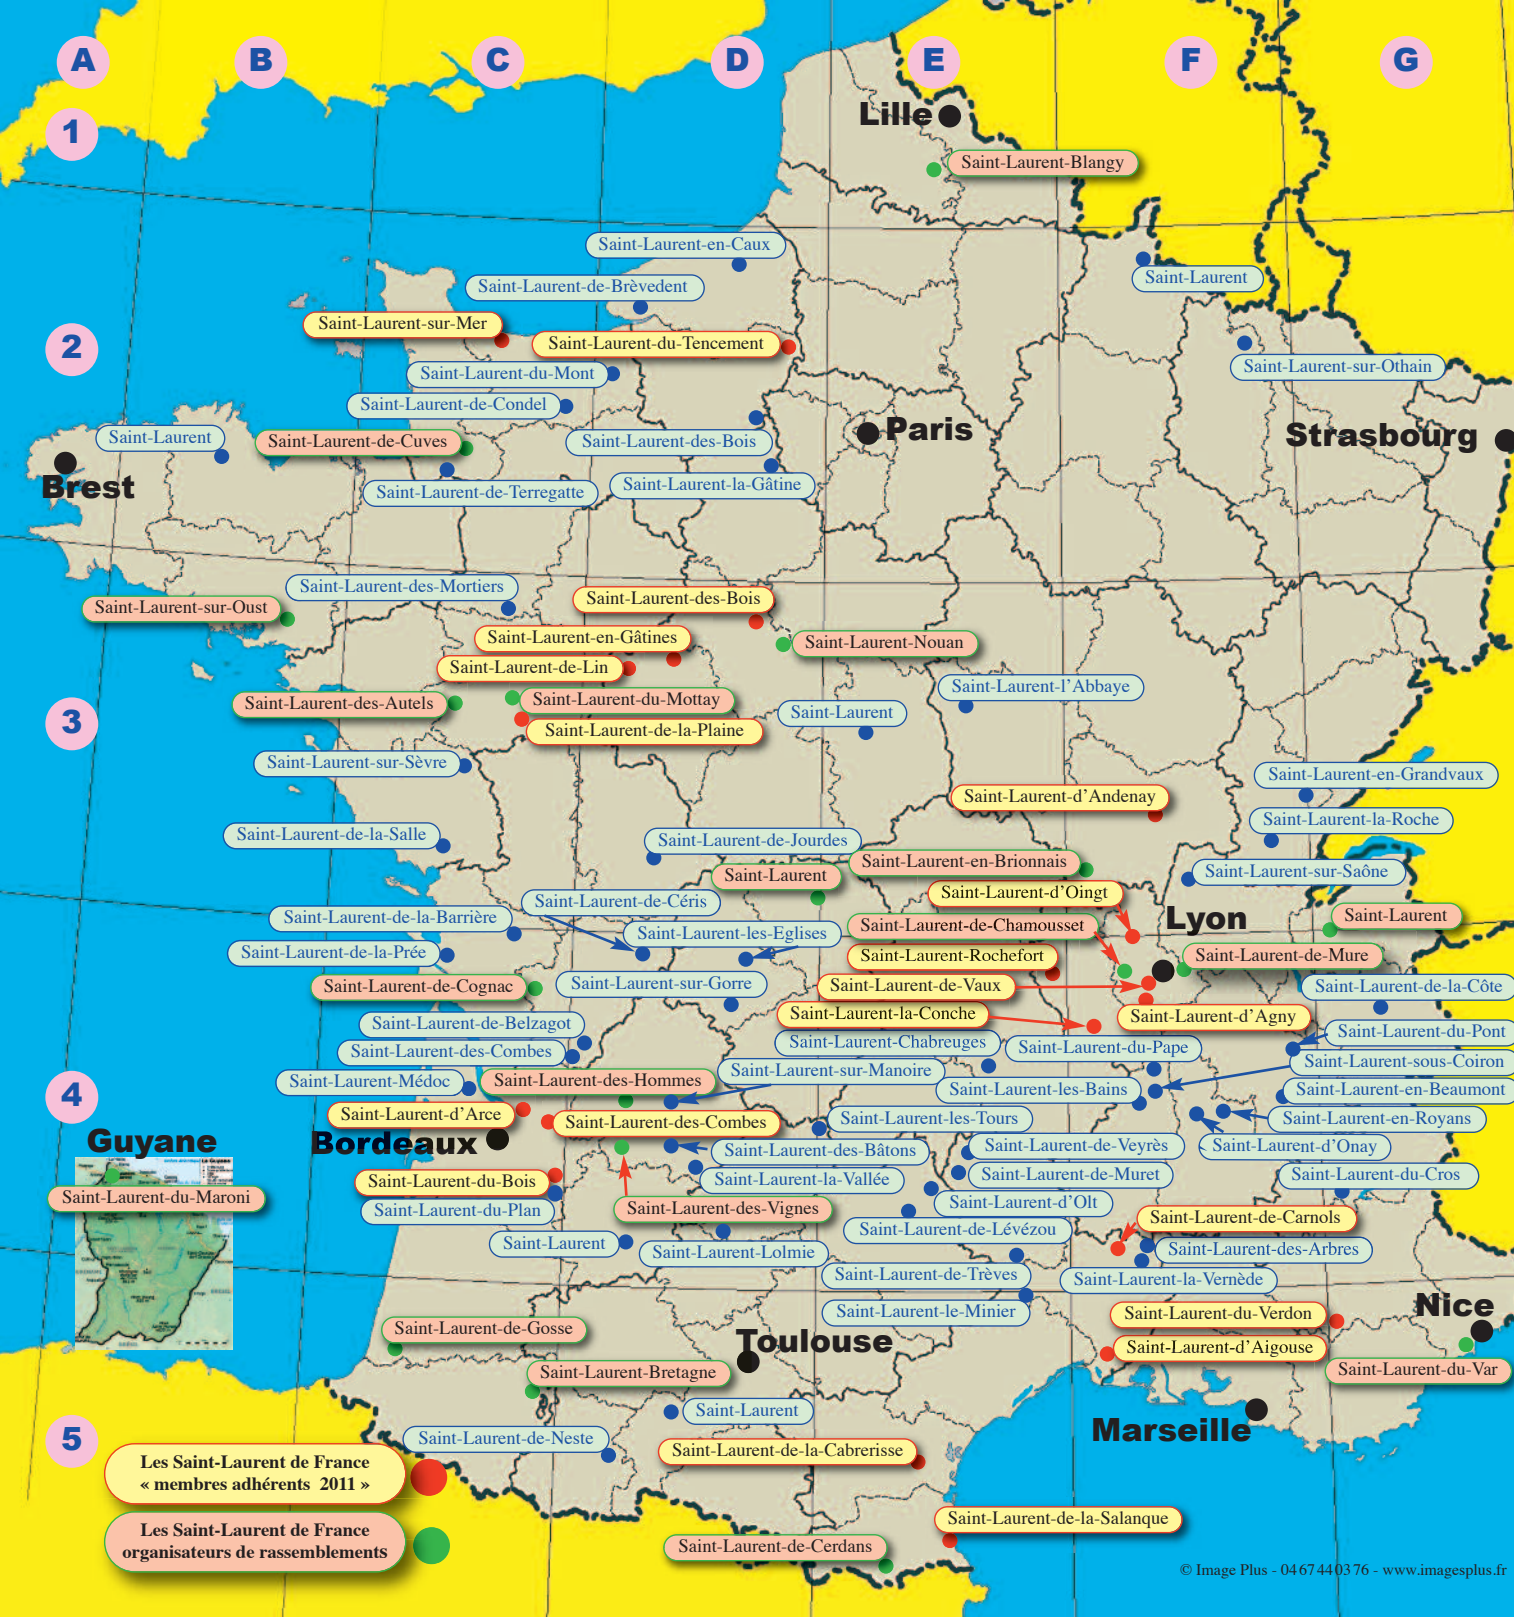 A
B
C
D
E
F
G
1
Lille
Saint-Laurent-Blangy
Saint-Laurent-en-Caux
Saint-Laurent
Saint-Laurent-de-Brèvedent
Saint-Laurent-sur-Mer
2
Saint-Laurent-du-Tencement
Saint-Laurent-sur-Othain
Saint-Laurent-du-Mont
Saint-Laurent-de-Condel
Paris
Strasbourg
Saint-Laurent
Saint-Laurent-de-Cuves
Saint-Laurent-des-Bois
Brest
Saint-Laurent-de-Terregatte
Saint-Laurent-la-Gâtine
Saint-Laurent-des-Mortiers
Saint-Laurent-des-Bois
Saint-Laurent-sur-Oust
Saint-Laurent-en-Gâtines
Saint-Laurent-Nouan
Saint-Laurent-de-Lin
Saint-Laurent-l'Abbaye
Saint-Laurent-des-Autels
Saint-Laurent-du-Mottay
Saint-Laurent
3
Saint-Laurent-de-la-Plaine
Saint-Laurent-sur-Sèvre
Saint-Laurent-en-Grandvaux
Saint-Laurent-d'Andenay
Saint-Laurent-la-Roche
Saint-Laurent-de-la-Salle
Saint-Laurent-de-Jourdes
Saint-Laurent-en-Brionnais
Saint-Laurent
Saint-Laurent-sur-Saône
Saint-Laurent-d'Oingt
Saint-Laurent-de-Céris
Saint-Laurent-de-la-Barrière
Lyon
Saint-Laurent
Saint-Laurent-de-Chamousset
Saint-Laurent-les-Eglises
Saint-Laurent-de-la-Prée
Saint-Laurent-Rochefort
Saint-Laurent-de-Mure
Saint-Laurent-de-Cognac
Saint-Laurent-sur-Gorre
Saint-Laurent-de-Vaux
Saint-Laurent-de-la-Côte
Saint-Laurent-la-Conche
Saint-Laurent-d'Agny
Saint-Laurent-de-Belzagot
Saint-Laurent-du-Pont
Saint-Laurent-Chabreuges
Saint-Laurent-du-Pape
Saint-Laurent-des-Combes
Saint-Laurent-sous-Coiron
Saint-Laurent-sur-Manoire
Saint-Laurent-Médoc
Saint-Laurent-des-Hommes
Saint-Laurent-les-Bains
Saint-Laurent-en-Beaumont
4
Saint-Laurent-d'Arce
Saint-Laurent-des-Combes
Saint-Laurent-les-Tours
Saint-Laurent-en-Royans
Guyane
Bordeaux
Saint-Laurent-des-Bâtons
Saint-Laurent-de-Veyrès
Saint-Laurent-d'Onay
Saint-Laurent-du-Bois
Saint-Laurent-la-Vallée
Saint-Laurent-de-Muret
Saint-Laurent-du-Cros
Saint-Laurent-du-Maroni
Saint-Laurent-du-Plan
Saint-Laurent-des-Vignes
Saint-Laurent-d'Olt
Saint-Laurent-de-Carnols
Saint-Laurent
Saint-Laurent-Lolmie
Saint-Laurent-de-Lévézou
Saint-Laurent-des-Arbres
Saint-Laurent-de-Trèves
Saint-Laurent-la-Vernède
Saint-Laurent-le-Minier
Saint-Laurent-du-Verdon
Nice
Saint-Laurent-de-Gosse
Toulouse
Saint-Laurent-d'Aigouse
Saint-Laurent-Bretagne
Saint-Laurent-du-Var
Saint-Laurent
Marseille
5
Saint-Laurent-de-Neste
Saint-Laurent-de-la-Cabrerisse
Les Saint-Laurent de France
« membres adhérents 2011 »
Saint-Laurent-de-la-Salanque
Les Saint-Laurent de France
organisateurs de rassemblements
Saint-Laurent-de-Cerdans
© Image Plus - 0467440376 - www.imagesplus.fr